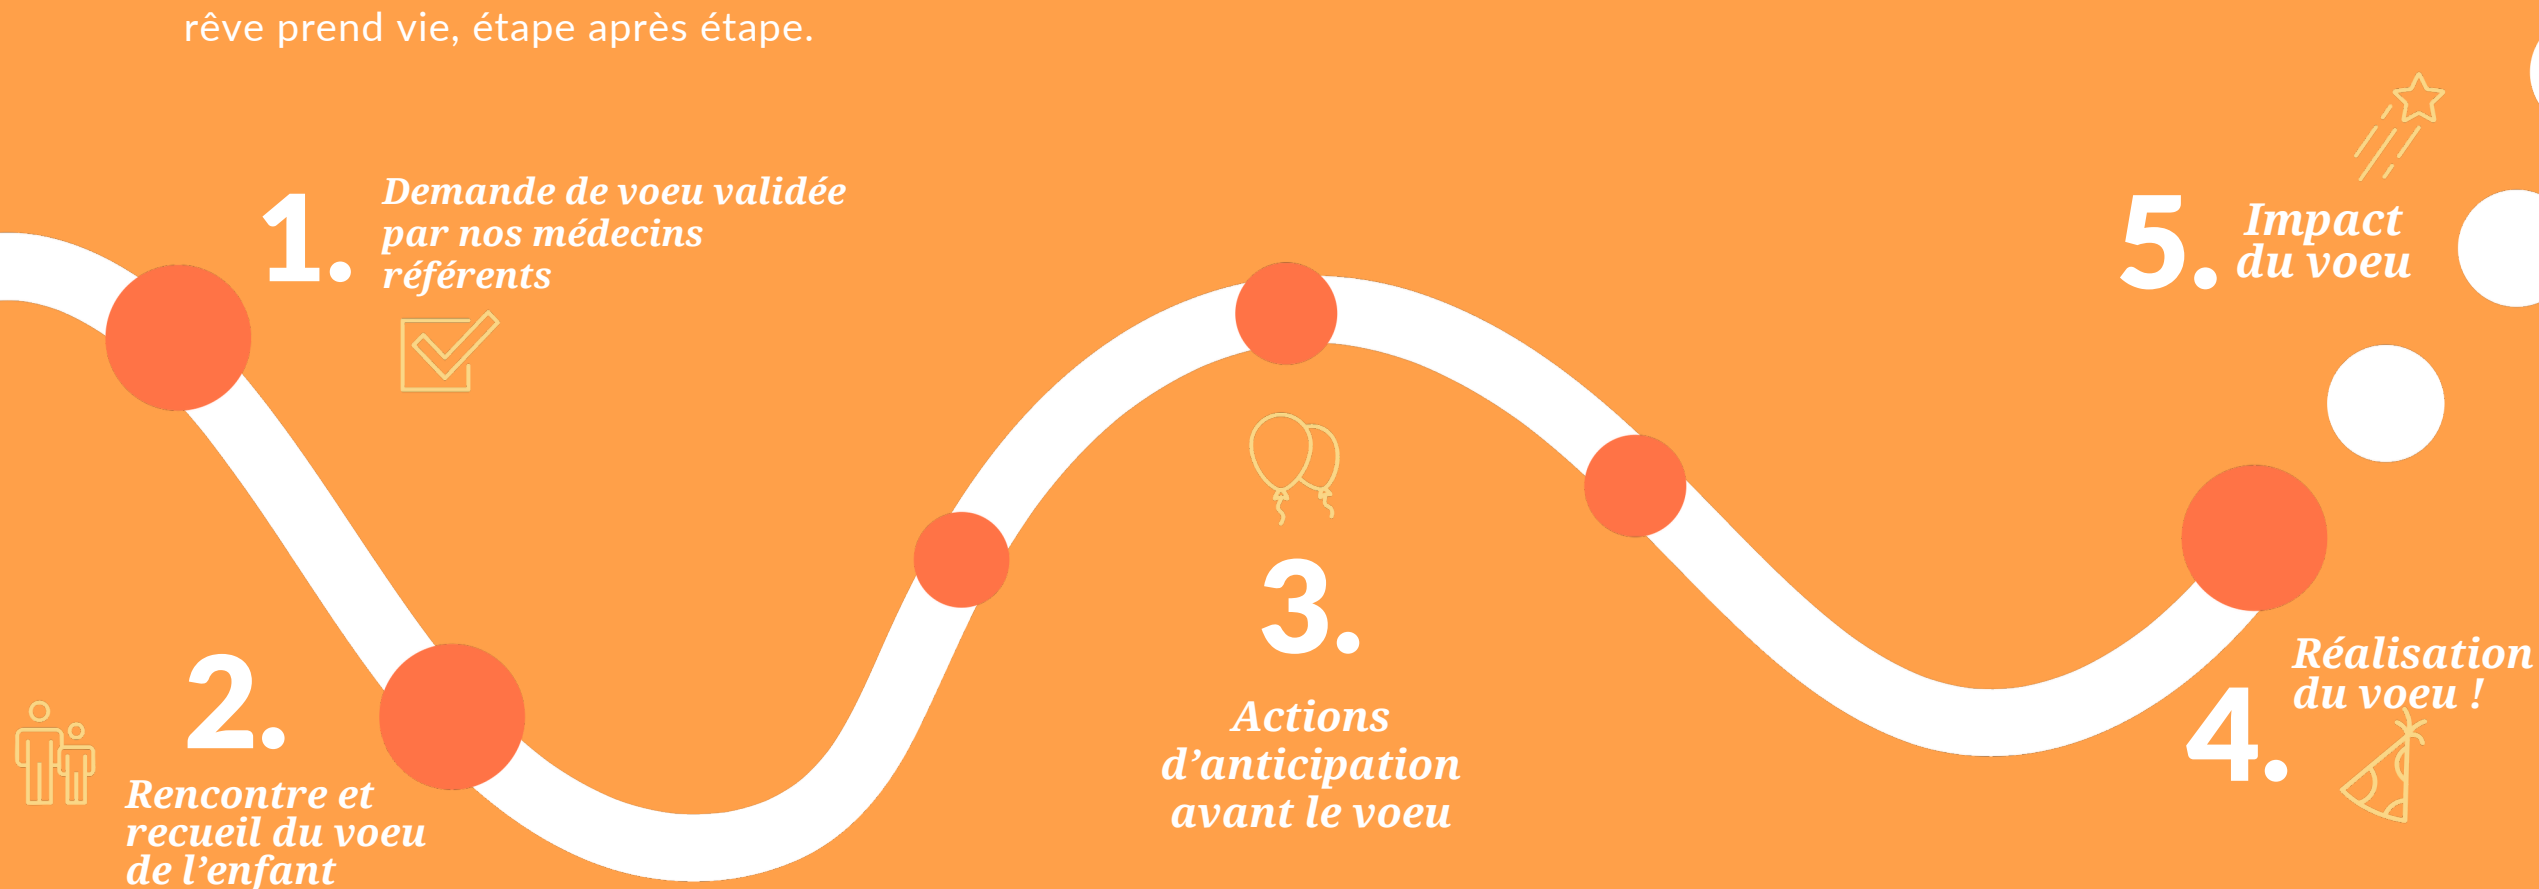 rêve prend vie, étape après étape.
1.
Demande de voeu validée
par nos médecins
référents
2.
Rencontre et
recueil du voeu
de l'enfant
3.
Actions
d'anticipation
avant le voeu
4.
Réalisation
du voeu !
5.
Impact
du voeu